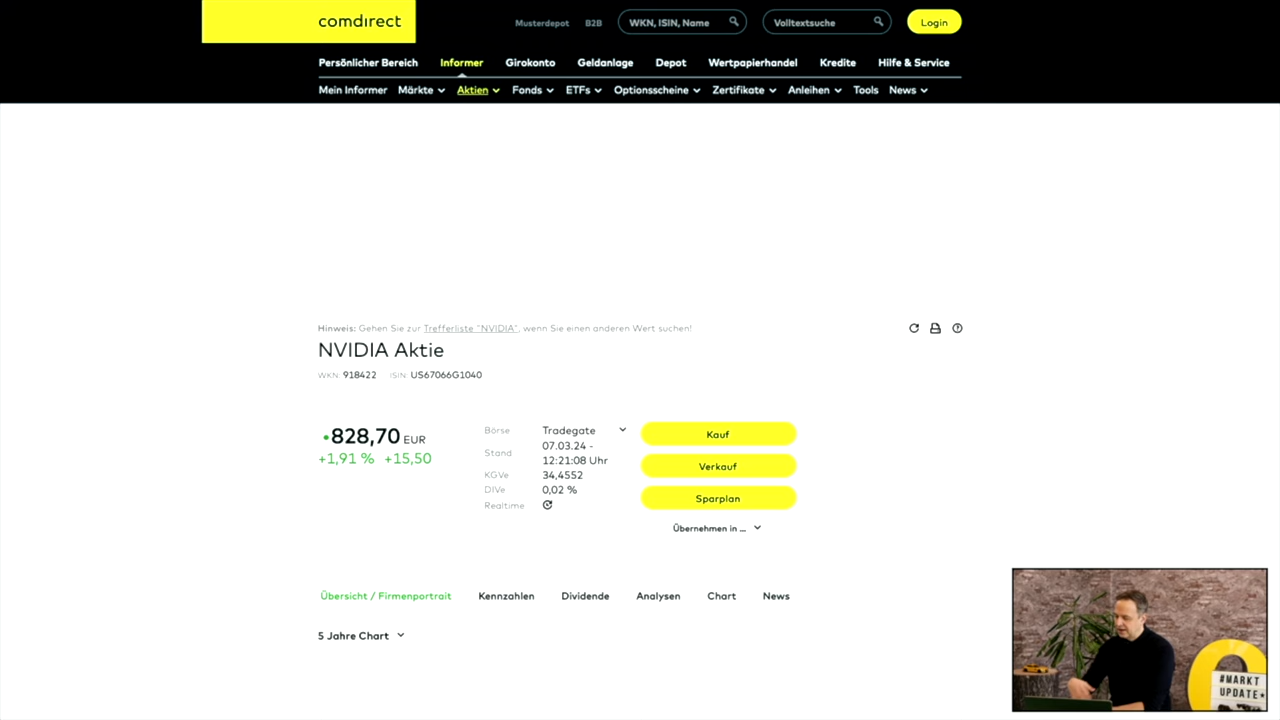 comdirect
Musterdepot B2B WKN, ISIN, Name Volltextsuche Login
Persönlicher Bereich Informer Girokonto Geldanlage Depot Wertpapierhandel Kredite Hilfe & Service
Mein Informer Märkte Aktien Fonds ETFs Optionsscheine Zertifikate Anleihen Tools News
Hinweis: Gehen Sie zur Trefferliste "NVIDIA", wenn Sie einen anderen Wert suchen!
NVIDIA Aktie
WKN: 918422 ISIN: US67066G1040
828,70 EUR
+1,91 % +15,50
Börse Tradegate
Stand 07.03.24 -
12:21:08 Uhr
KGVe 34,4552
DIVe 0,02 %
Realtime
Kauf
Verkauf
Sparplan
Übernehmen in ...
Übersicht / Firmenportrait Kennzahlen Dividende Analysen Chart News
5 Jahre Chart
#MARKT
UPDATE